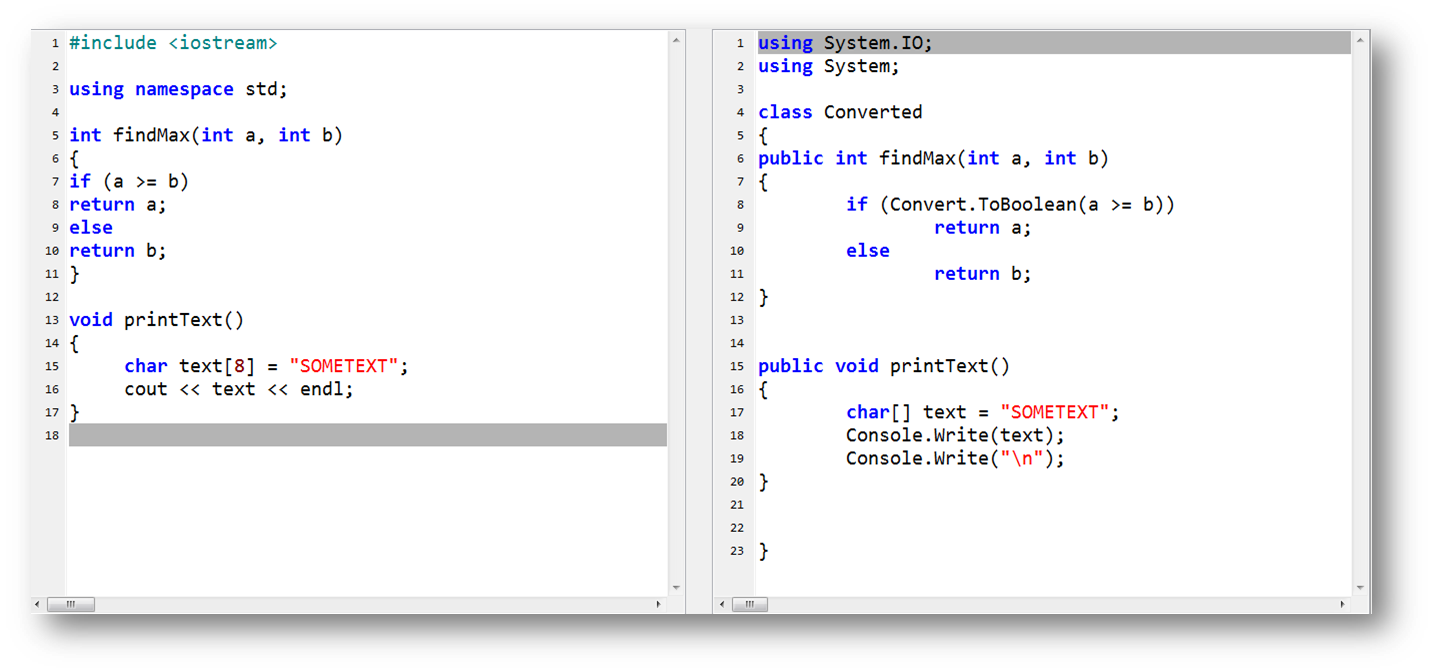 1 #include <iostream>
2
3 using namespace std;
4
5 int findMax(int a, int b)
6 {
7 if (a >= b)
8 return a;
9 else
10 return b;
11 }
12
13 void printText()
14 {
15 char text[8] = "SOMETEXT";
16 cout << text << endl;
17 }
18
1 using System.IO;
2 using System;
3
4 class Converted
5 {
6 public int findMax(int a, int b)
7 {
8 if (Convert.ToBoolean(a >= b))
9 return a;
10 else
11 return b;
12 }
13
14
15 public void printText()
16 {
17 char[] text = "SOMETEXT";
18 Console.Write(text);
19 Console.Write("\n");
20 }
21
22
23 }